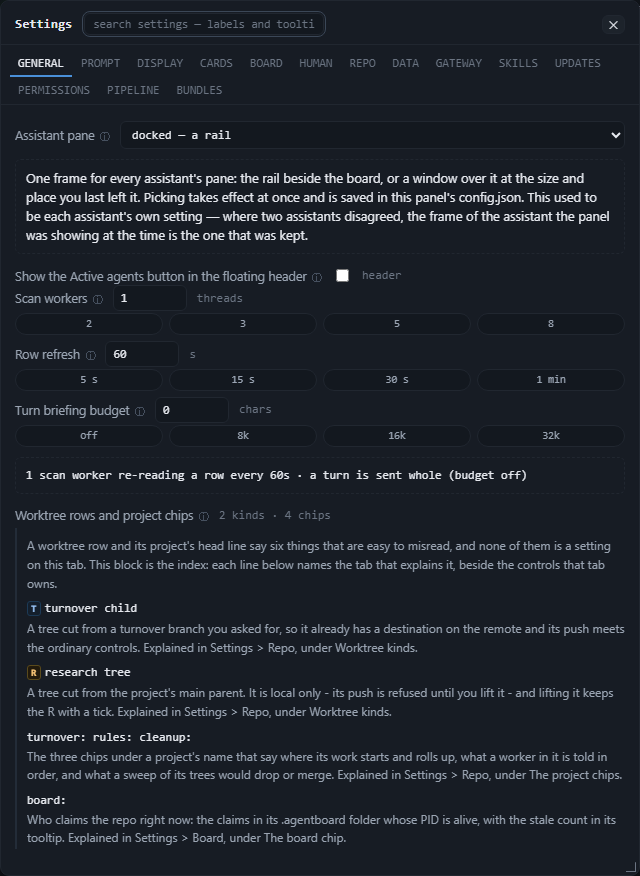 Settings
search settings — labels and toolti
GENERAL PROMPT DISPLAY CARDS BOARD HUMAN REPO DATA GATEWAY SKILLS UPDATES
PERMISSIONS PIPELINE BUNDLES
Assistant pane ⓘ docked — a rail
One frame for every assistant's pane: the rail beside the board, or a window over it at the size and
place you last left it. Picking takes effect at once and is saved in this panel's config.json. This used to
be each assistant's own setting — where two assistants disagreed, the frame of the assistant the panel
was showing at the time is the one that was kept.
Show the Active agents button in the floating header ⓘ header
Scan workers ⓘ 1 threads
2 3 5 8
Row refresh ⓘ 60 s
5 s 15 s 30 s 1 min
Turn briefing budget ⓘ 0 chars
off 8k 16k 32k
1 scan worker re-reading a row every 60s · a turn is sent whole (budget off)
Worktree rows and project chips ⓘ 2 kinds · 4 chips
A worktree row and its project's head line say six things that are easy to misread, and none of them is a setting
on this tab. This block is the index: each line below names the tab that explains it, beside the controls that tab
owns.
T turnover child
A tree cut from a turnover branch you asked for, so it already has a destination on the remote and its push meets
the ordinary controls. Explained in Settings > Repo, under Worktree kinds.
R research tree
A tree cut from the project's main parent. It is local only - its push is refused until you lift it - and lifting it keeps
the R with a tick. Explained in Settings > Repo, under Worktree kinds.
turnover: rules: cleanup:
The three chips under a project's name that say where its work starts and rolls up, what a worker in it is told in
order, and what a sweep of its trees would drop or merge. Explained in Settings > Repo, under The project chips.
board:
Who claims the repo right now: the claims in its .agentboard folder whose PID is alive, with the stale count in its
tooltip. Explained in Settings > Board, under The board chip.